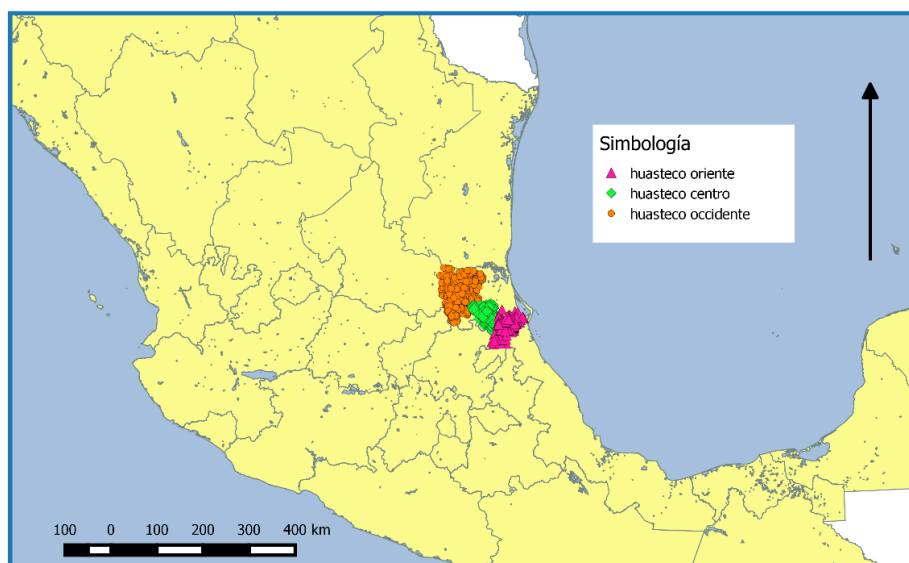 Simbología
huasteco oriente
huasteco centro
huasteco occidente
100 0 100 200 300 400 km